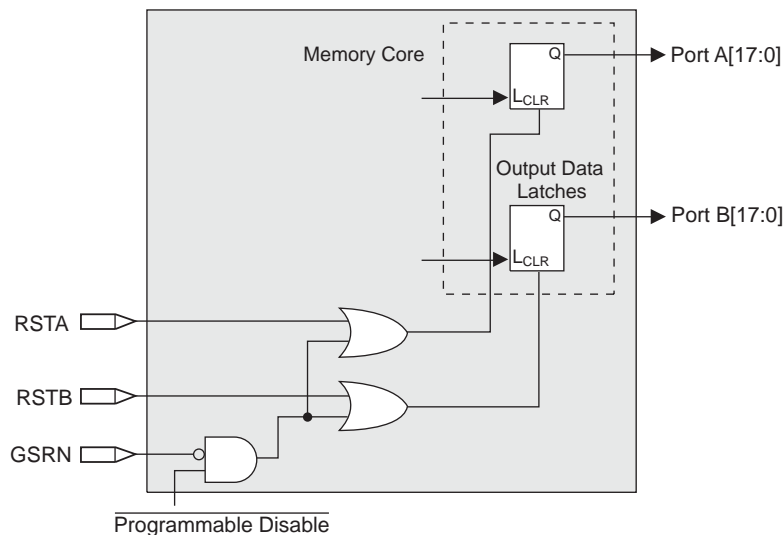 Memory Core
Q
Port A[17:0]
LCLR
Output Data
Latches
Q
Port B[17:0]
LCLR
RSTA
RSTB
GSRN
Programmable Disable